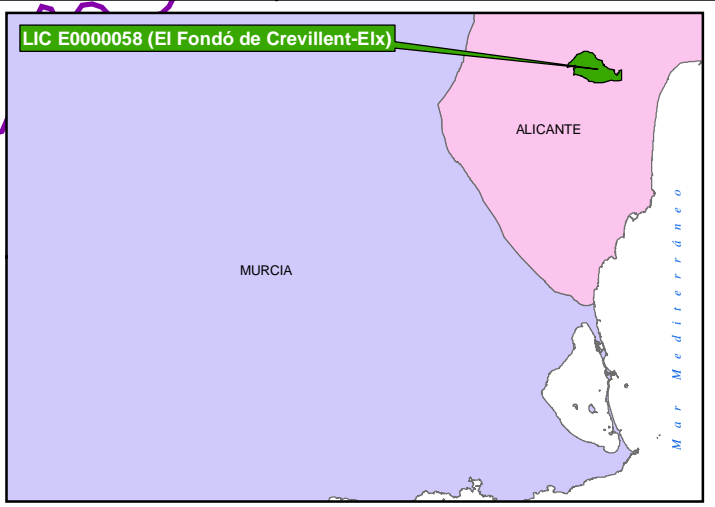 LIC E0000058 (El Fondó de Crevillent-Elx)
ALICANTE
MURCIA
Mar Mediterráneo